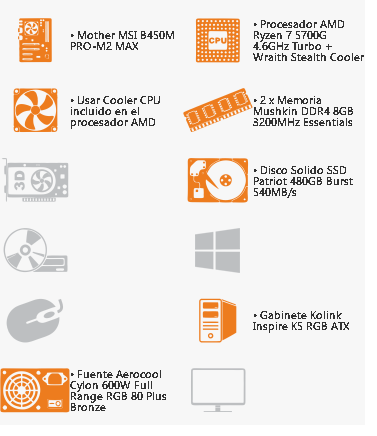 • Mother MSI B450M
PRO-M2 MAX
CPU
• Procesador AMD
Ryzen 7 5700G
4.6GHz Turbo +
Wraith Stealth Cooler
• Usar Cooler CPU
incluido en el
procesador AMD
• 2 x Memoria
Mushkin DDR4 8GB
3200MHz Essentials
3D
• Disco Solido SSD
Patriot 480GB Burst
540MB/s
• Gabinete Kolink
Inspire K5 RGB ATX
• Fuente Aerocool
Cylon 600W Full
Range RGB 80 Plus
Bronze